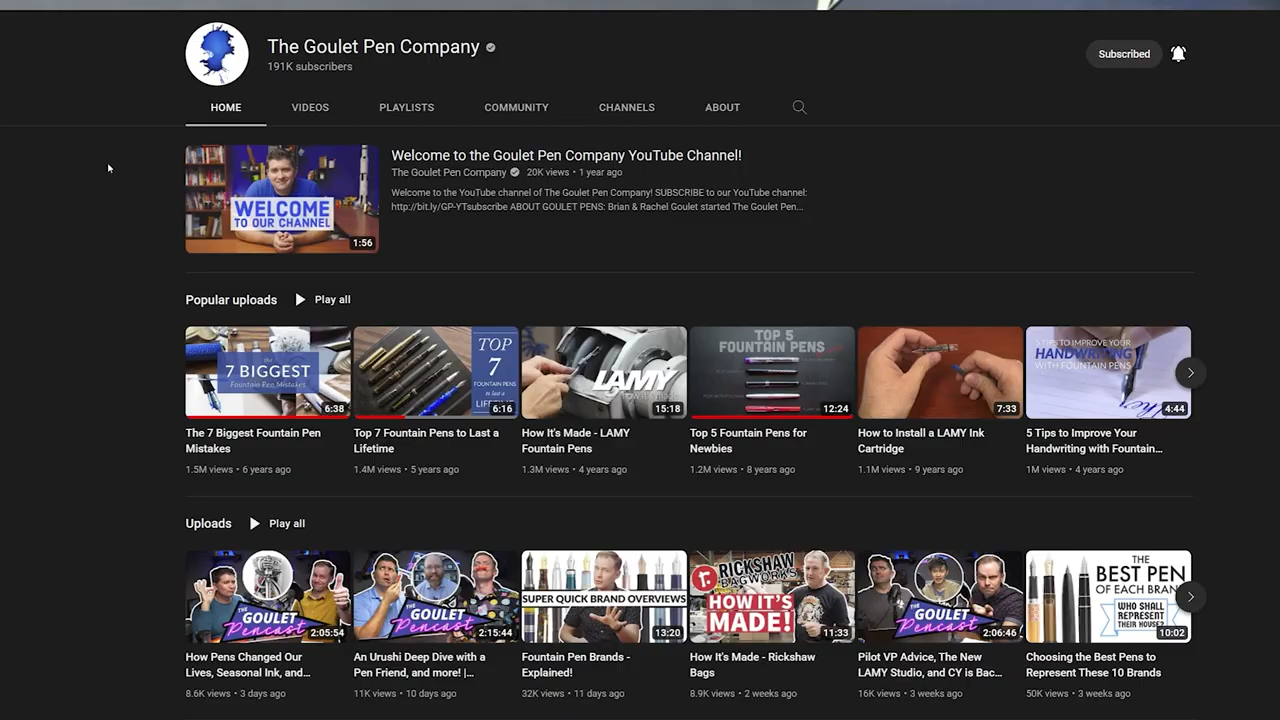 The Goulet Pen Company
191K subscribers
Subscribed
HOME VIDEOS PLAYLISTS COMMUNITY CHANNELS ABOUT
WELCOME
TO OUR CHANNEL
1:56
Welcome to the Goulet Pen Company YouTube Channel!
The Goulet Pen Company 20K views • 1 year ago
Welcome to the YouTube channel of The Goulet Pen Company! SUBSCRIBE to our YouTube channel:
http://bit.ly/GP-YTsubscribe ABOUT GOULET PENS: Brian & Rachel Goulet started The Goulet Pen...
Popular uploads Play all
the
7 BIGGEST
Fountain Pen Mistakes
6:38
The 7 Biggest Fountain Pen
Mistakes
1.5M views • 6 years ago
TOP
7
FOUNTAIN PENS
to last a
LIFETIME
6:16
Top 7 Fountain Pens to Last a
Lifetime
1.4M views • 5 years ago
LAMY
15:18
How It's Made - LAMY
Fountain Pens
1.3M views • 4 years ago
TOP 5
FOUNTAIN PENS
12:24
Top 5 Fountain Pens for
Newbies
1.2M views • 8 years ago
7:33
How to Install a LAMY Ink
Cartridge
1.1M views • 9 years ago
5 TIPS TO IMPROVE YOUR
HANDWRITING
WITH FOUNTAIN PENS
4:44
5 Tips to Improve Your
Handwriting with Fountain...
1M views • 4 years ago
Uploads Play all
THE
GOULET
Pencast
2:05:54
How Pens Changed Our
Lives, Seasonal Ink, and...
8.6K views • 3 days ago
THE
GOULET
Pencast
2:15:44
An Urushi Deep Dive with a
Pen Friend, and more! |...
11K views • 10 days ago
SUPER QUICK BRAND OVERVIEWS
13:20
Fountain Pen Brands -
Explained!
32K views • 11 days ago
r
RICKSHAW
BAGWORKS
HOW IT'S
MADE!
11:33
How It's Made - Rickshaw
Bags
8.9K views • 2 weeks ago
THE
GOULET
Pencast
2:06:46
Pilot VP Advice, The New
LAMY Studio, and CY is Bac...
16K views • 3 weeks ago
THE
BEST PEN
OF EACH BRAND
WHO SHALL
REPRESENT
THEIR HOUSE?
10:02
Choosing the Best Pens to
Represent These 10 Brands
50K views • 3 weeks ago